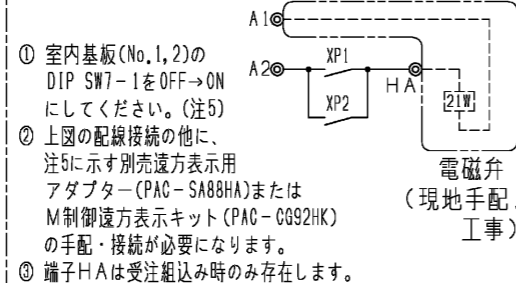 A1
A2
XP1
XP2
HA
21W
① 室内基板(No.1,2)の
DIP SW7-1をOFF→ON
にしてください。(注5)
② 上図の配線接続の他に、
注5に示す別売遠方表示用
アダプター(PAC-SA88HA)または
M制御遠方表示キット(PAC-CG92HK)
の手配・接続が必要になります。
③ 端子HAは受注組込み時のみ存在します。
電磁弁
(現地手配、
工事)